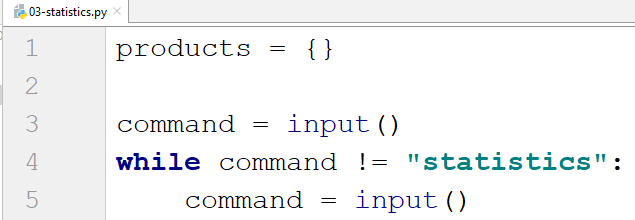 03-statistics.py
1 products = {}
2
3 command = input()
4 while command != "statistics":
5     command = input()